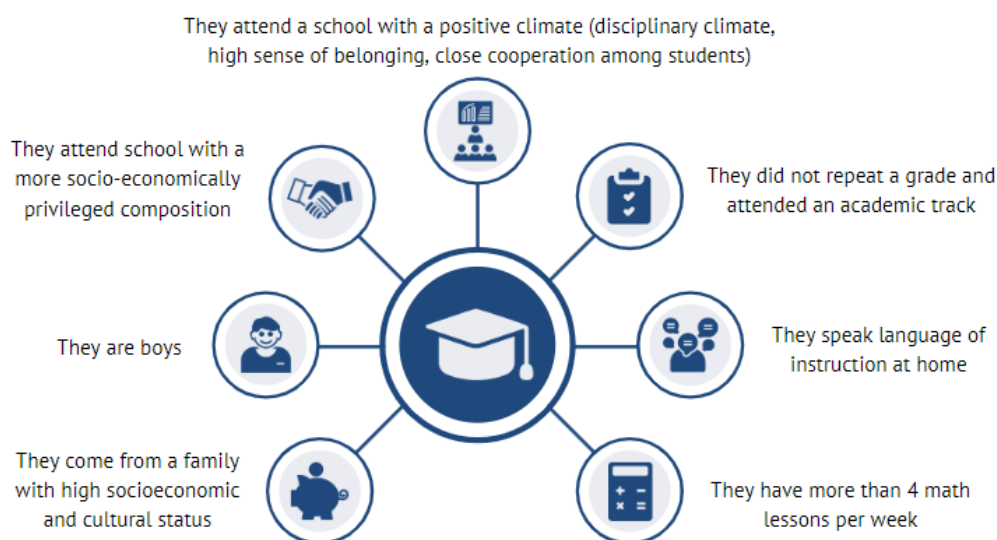 They attend a school with a positive climate (disciplinary climate,
high sense of belonging, close cooperation among students)
They attend school with a
more socio-economically
privileged composition
They did not repeat a grade and
attended an academic track
They are boys
They speak language of
instruction at home
They come from a family
with high socioeconomic
and cultural status
They have more than 4 math
lessons per week